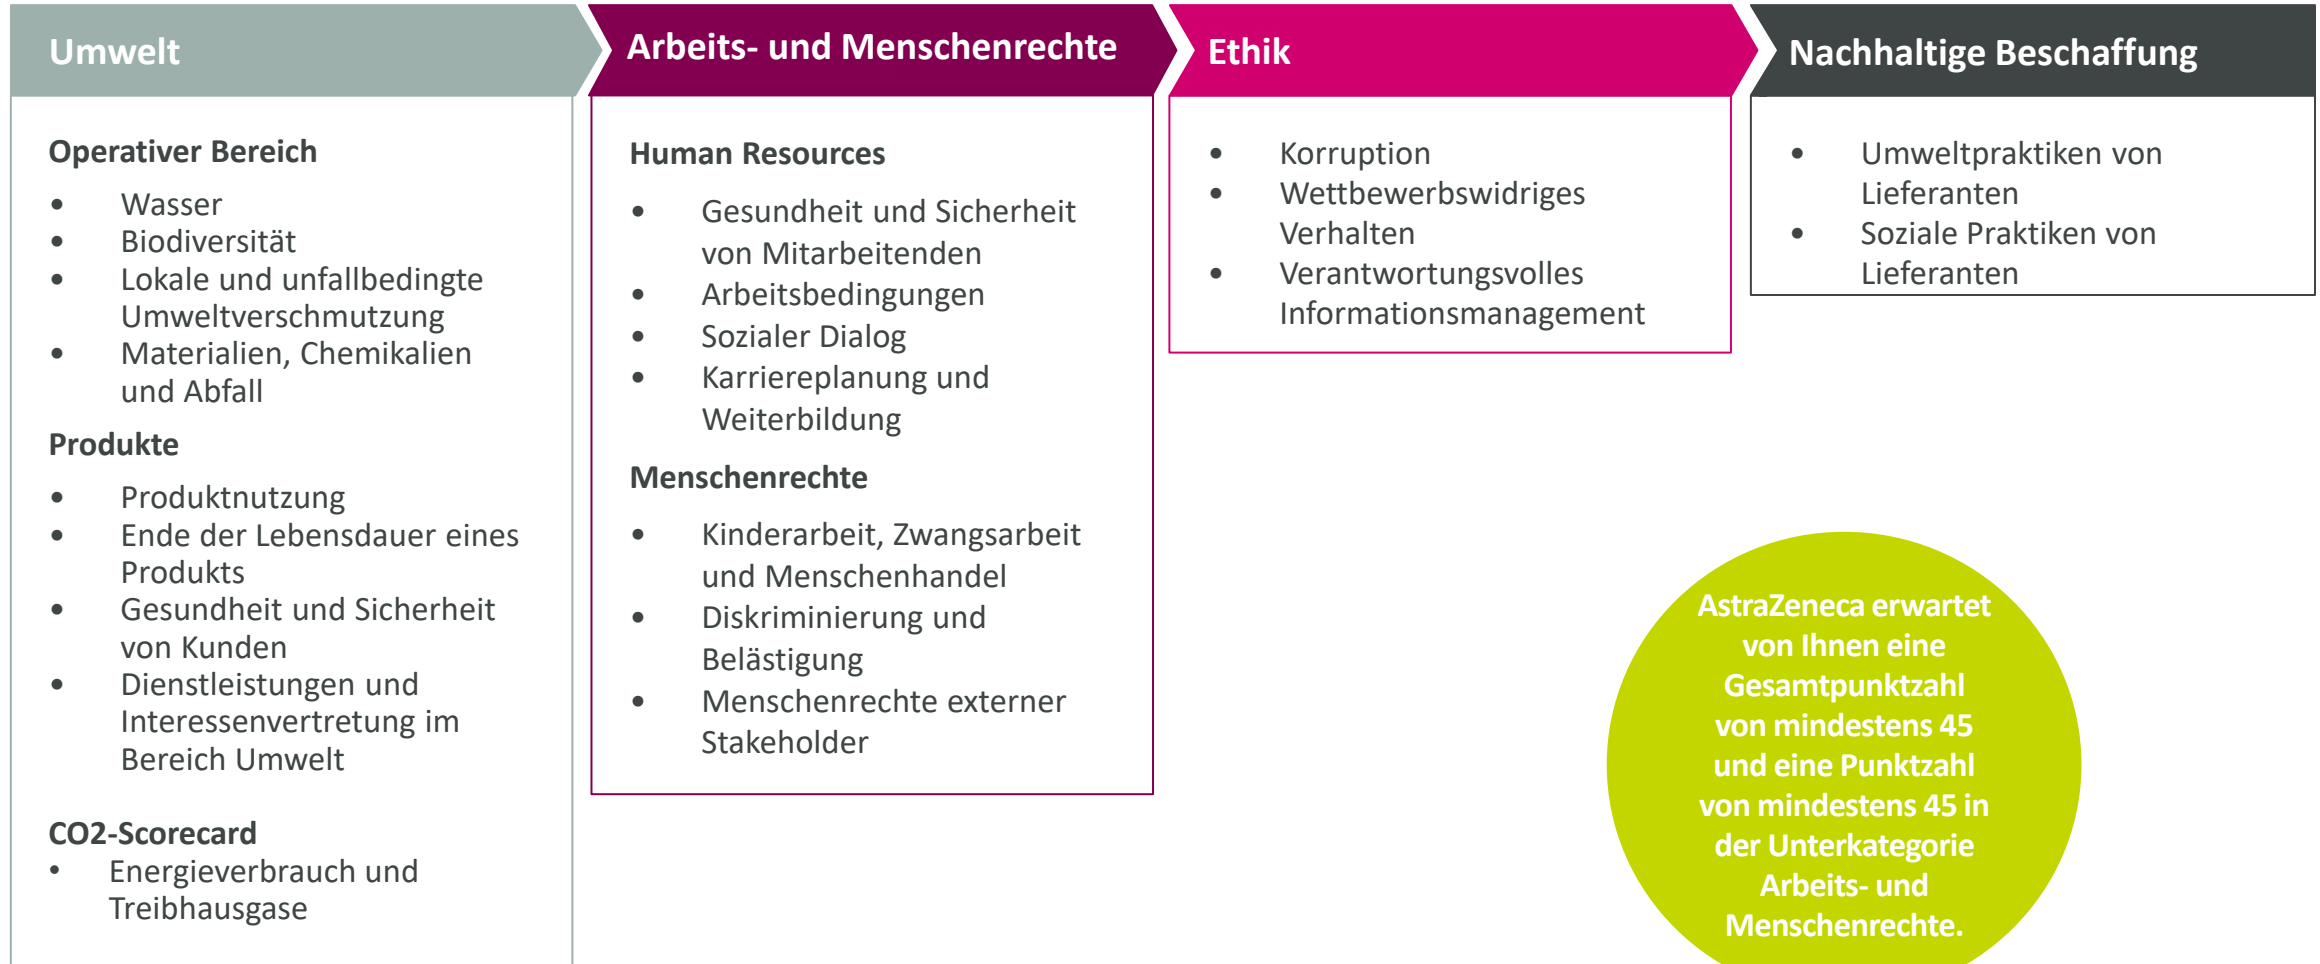 Umwelt
Operativer Bereich
• Wasser
• Biodiversität
• Lokale und unfallbedingte
Umweltverschmutzung
• Materialien, Chemikalien
und Abfall
Produkte
• Produktnutzung
• Ende der Lebensdauer eines
Produkts
• Gesundheit und Sicherheit
von Kunden
• Dienstleistungen und
Interessenvertretung im
Bereich Umwelt
CO2-Scorecard
• Energieverbrauch und
Treibhausgase
Arbeits- und Menschenrechte
Human Resources
• Gesundheit und Sicherheit
von Mitarbeitenden
• Arbeitsbedingungen
• Sozialer Dialog
• Karriereplanung und
Weiterbildung
Menschenrechte
• Kinderarbeit, Zwangsarbeit
und Menschenhandel
• Diskriminierung und
Belästigung
• Menschenrechte externer
Stakeholder
Ethik
• Korruption
• Wettbewerbswidriges
Verhalten
• Verantwortungsvolles
Informationsmanagement
Nachhaltige Beschaffung
• Umweltpraktiken von
Lieferanten
• Soziale Praktiken von
Lieferanten
AstraZeneca erwartet
von Ihnen eine
Gesamtpunktzahl
von mindestens 45
und eine Punktzahl
von mindestens 45 in
der Unterkategorie
Arbeits- und
Menschenrechte.